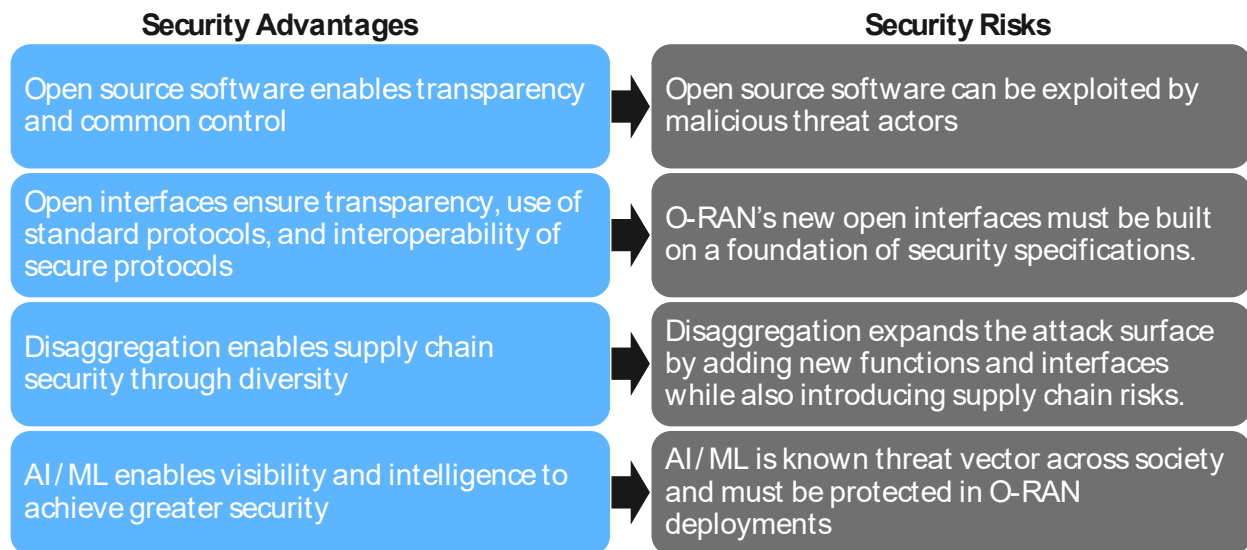 Security Advantages
Security Risks
Open source software enables transparency
and common control
Open source software can be exploited by
malicious threat actors
Open interfaces ensure transparency, use of
standard protocols, and interoperability of
secure protocols
O-RAN’s new open interfaces must be built
on a foundation of security specifications.
Disaggregation enables supply chain
security through diversity
Disaggregation expands the attack surface
by adding new functions and interfaces
while also introducing supply chain risks.
AI/ML enables visibility and intelligence to
achieve greater security
AI/ML is known threat vector across society
and must be protected in O-RAN
deployments